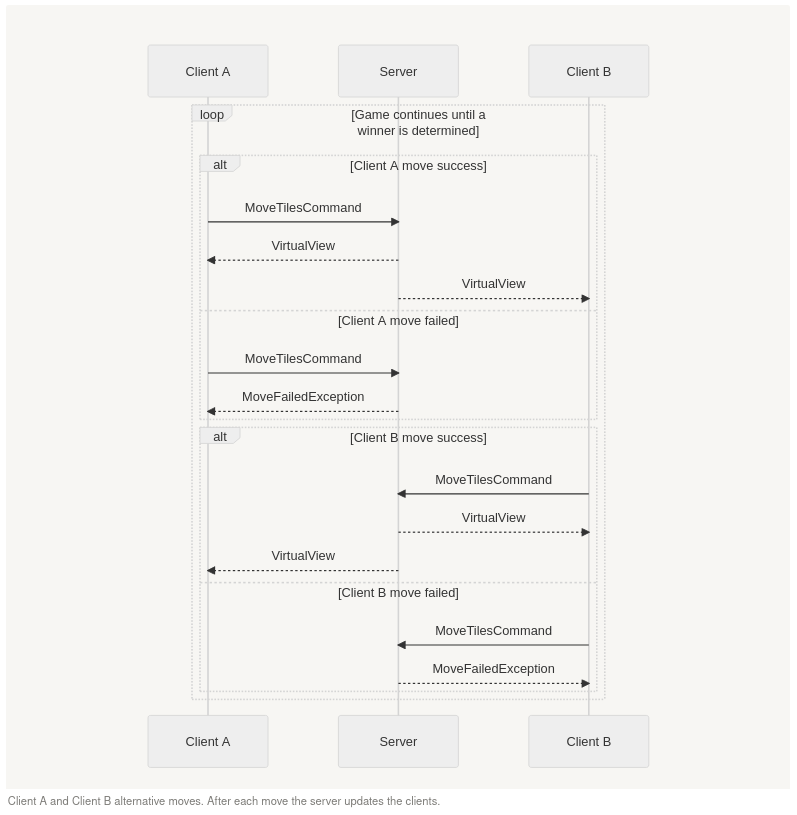 Client A
Server
Client B
loop
[Game continues until a
winner is determined]
alt
[Client A move success]
MoveTilesCommand
VirtualView
VirtualView
[Client A move failed]
MoveTilesCommand
MoveFailedException
alt
[Client B move success]
MoveTilesCommand
VirtualView
VirtualView
[Client B move failed]
MoveTilesCommand
MoveFailedException
Client A
Server
Client B
Client A and Client B alternative moves. After each move the server updates the clients.